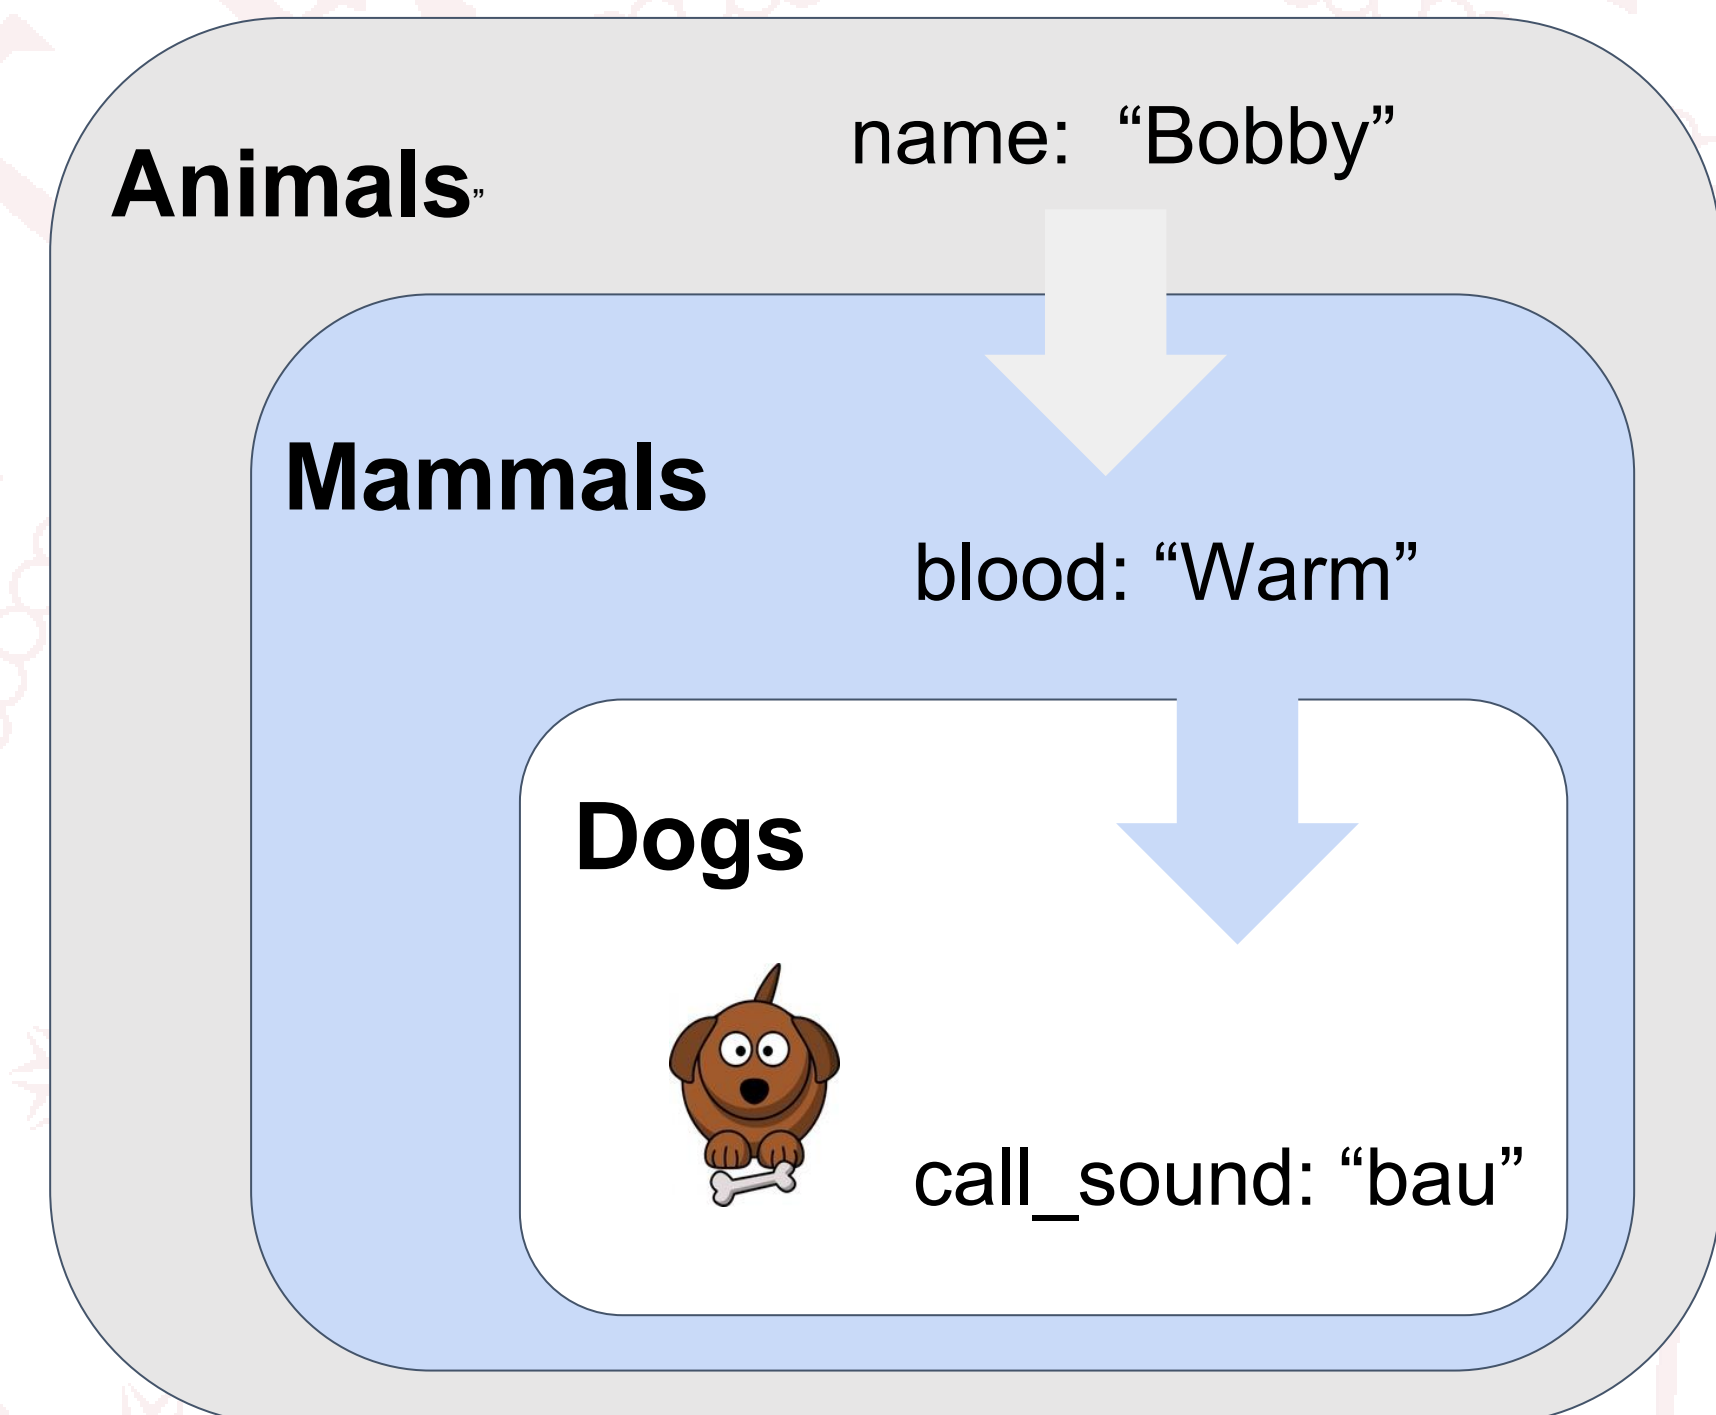 name:  “Bobby”
Animals”
Mammals
blood: “Warm”
Dogs
call_sound: “bau”